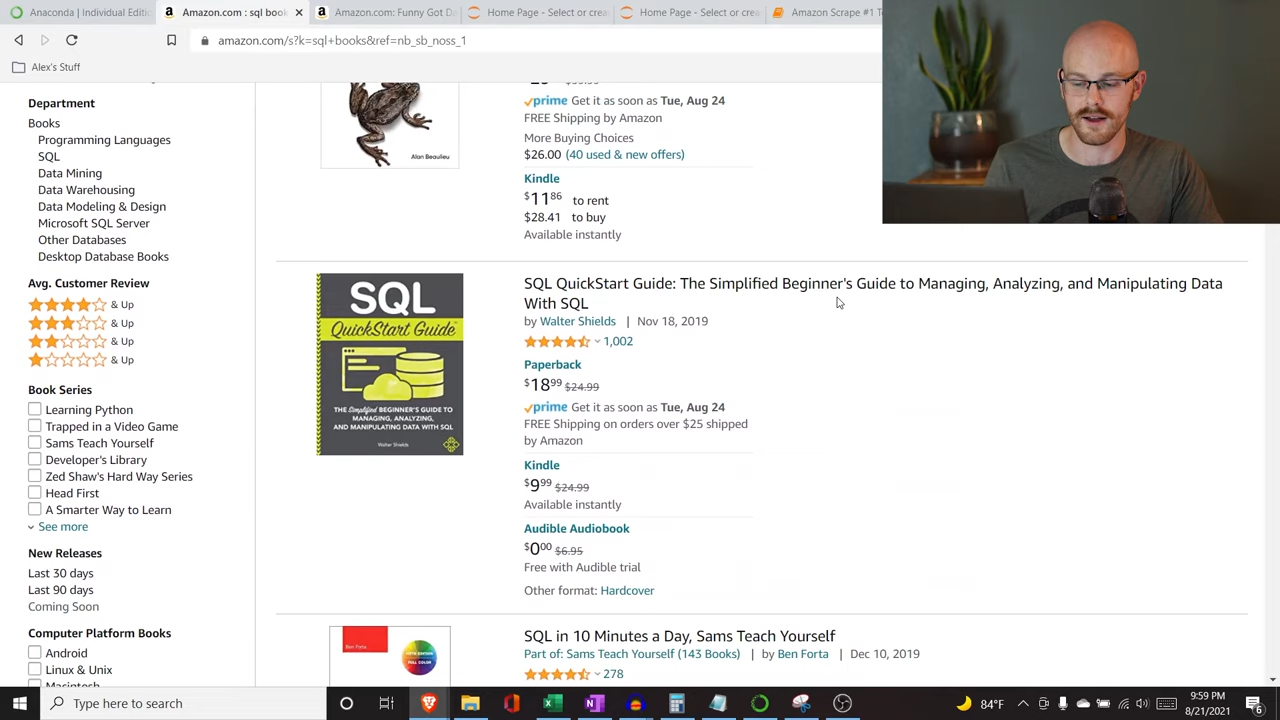 Anaconda | Individual Edition
Amazon.com : sql book
Amazon.com: Funny Got Da
Home Page - Select or crea
Home Page - Select or crea
Amazon Scrape #1 T
amazon.com/s?k=sql+books&ref=nb_sb_noss_1
Alex's Stuff
Department
Books
Programming Languages
SQL
Data Mining
Data Warehousing
Data Modeling & Design
Microsoft SQL Server
Other Databases
Desktop Database Books
Avg. Customer Review
& Up
& Up
& Up
& Up
Book Series
Learning Python
Trapped in a Video Game
Sams Teach Yourself
Developer's Library
Zed Shaw's Hard Way Series
Head First
A Smarter Way to Learn
See more
New Releases
Last 30 days
Last 90 days
Coming Soon
Computer Platform Books
Android
Linux & Unix
Macintosh
Alan Beaulieu
prime Get it as soon as Tue, Aug 24
FREE Shipping by Amazon
More Buying Choices
$26.00 (40 used & new offers)
Kindle
$11.86 to rent
$28.41 to buy
Available instantly
SQL
QuickStart Guide™
THE Simplified BEGINNER'S GUIDE TO
MANAGING, ANALYZING,
AND MANIPULATING DATA WITH SQL
Walter Shields
SQL QuickStart Guide: The Simplified Beginner's Guide to Managing, Analyzing, and Manipulating Data
With SQL
by Walter Shields | Nov 18, 2019
1,002
Paperback
$18.99 $24.99
prime Get it as soon as Tue, Aug 24
FREE Shipping on orders over $25 shipped
by Amazon
Kindle
$9.99 $24.99
Available instantly
Audible Audiobook
$0.00 $6.95
Free with Audible trial
Other format: Hardcover
Ben Forta
SQL in 10 Minutes a Day, Sams Teach Yourself
Part of: Sams Teach Yourself (143 Books) | by Ben Forta | Dec 10, 2019
278
Type here to search
84°F
9:59 PM
8/21/2021
6